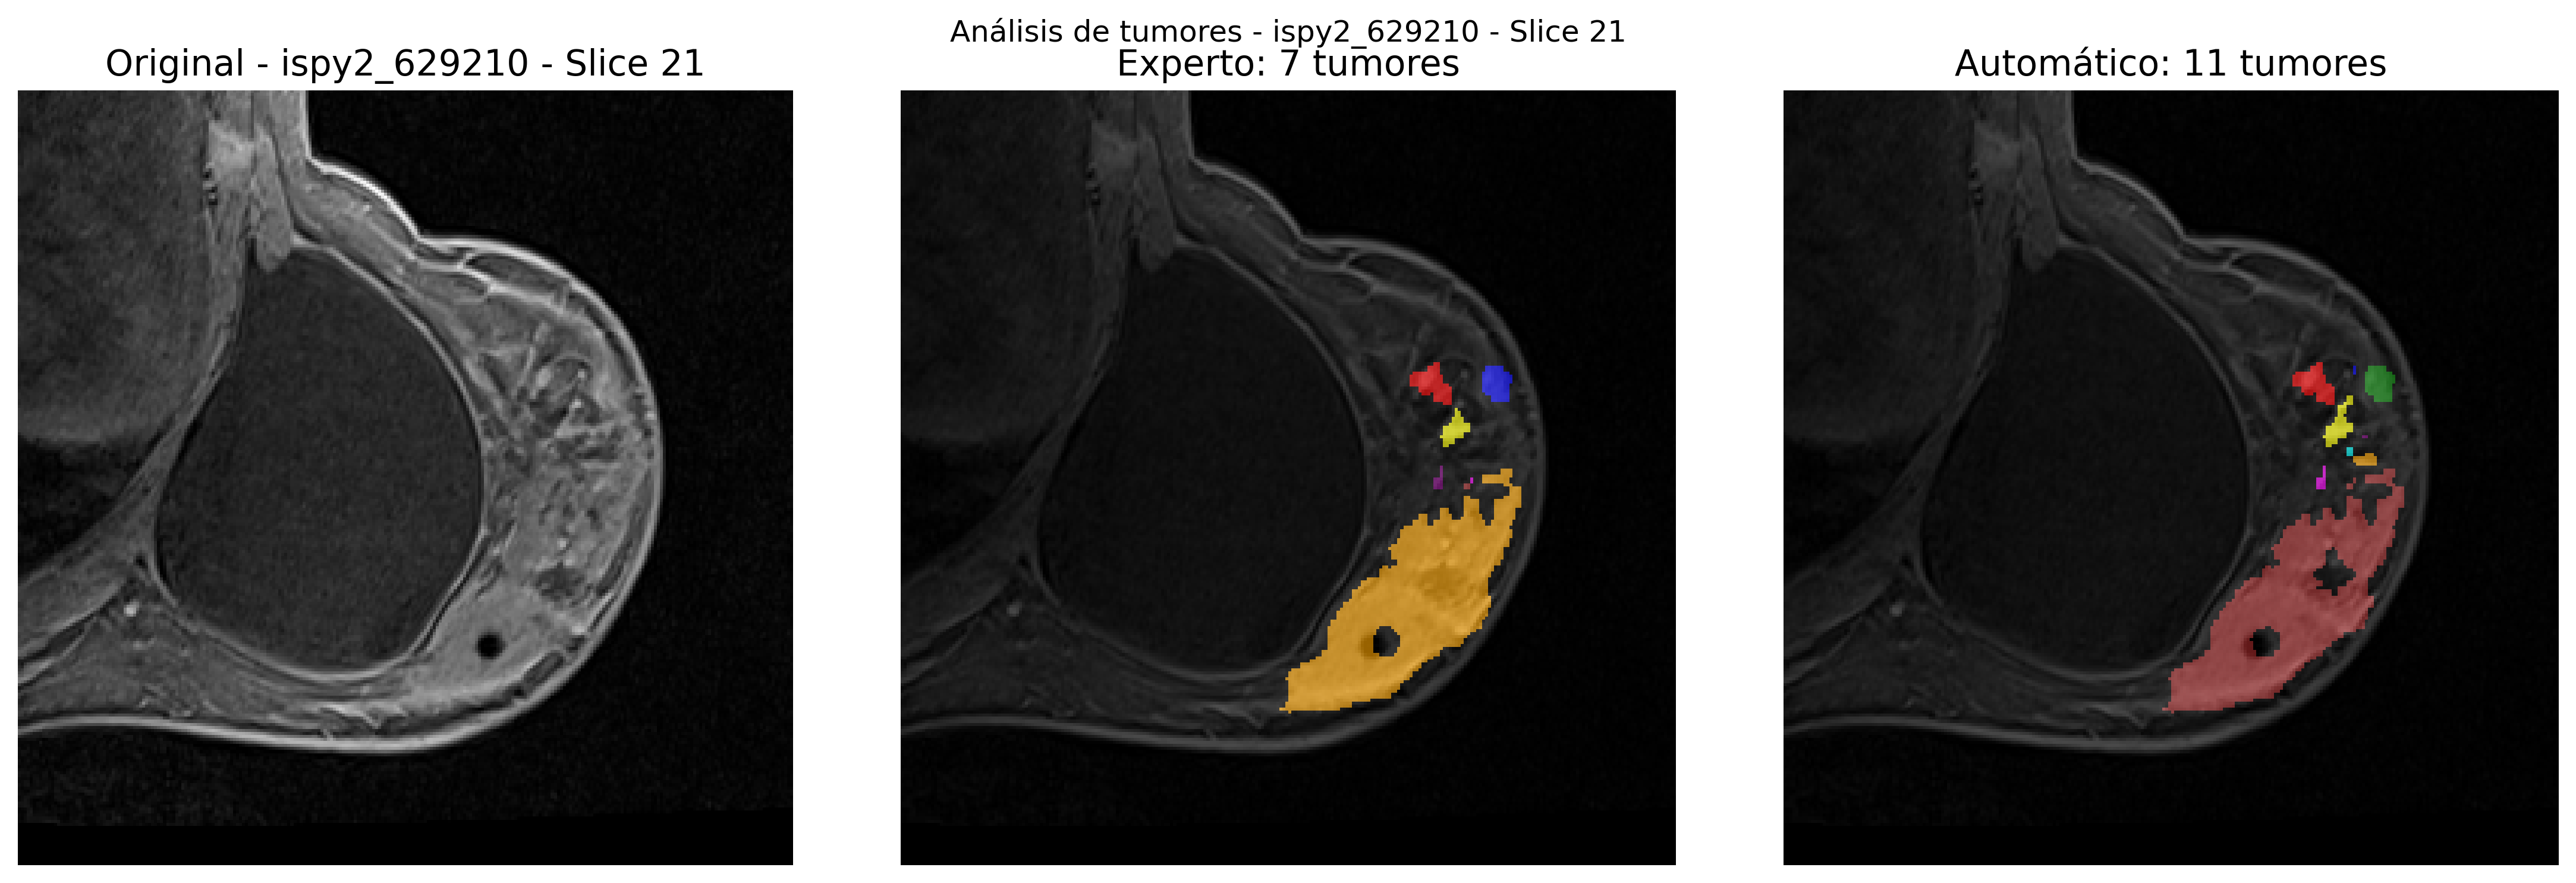 Análisis de tumores - ispy2_629210 - Slice 21
Original - ispy2_629210 - Slice 21
Experto: 7 tumores
Automático: 11 tumores